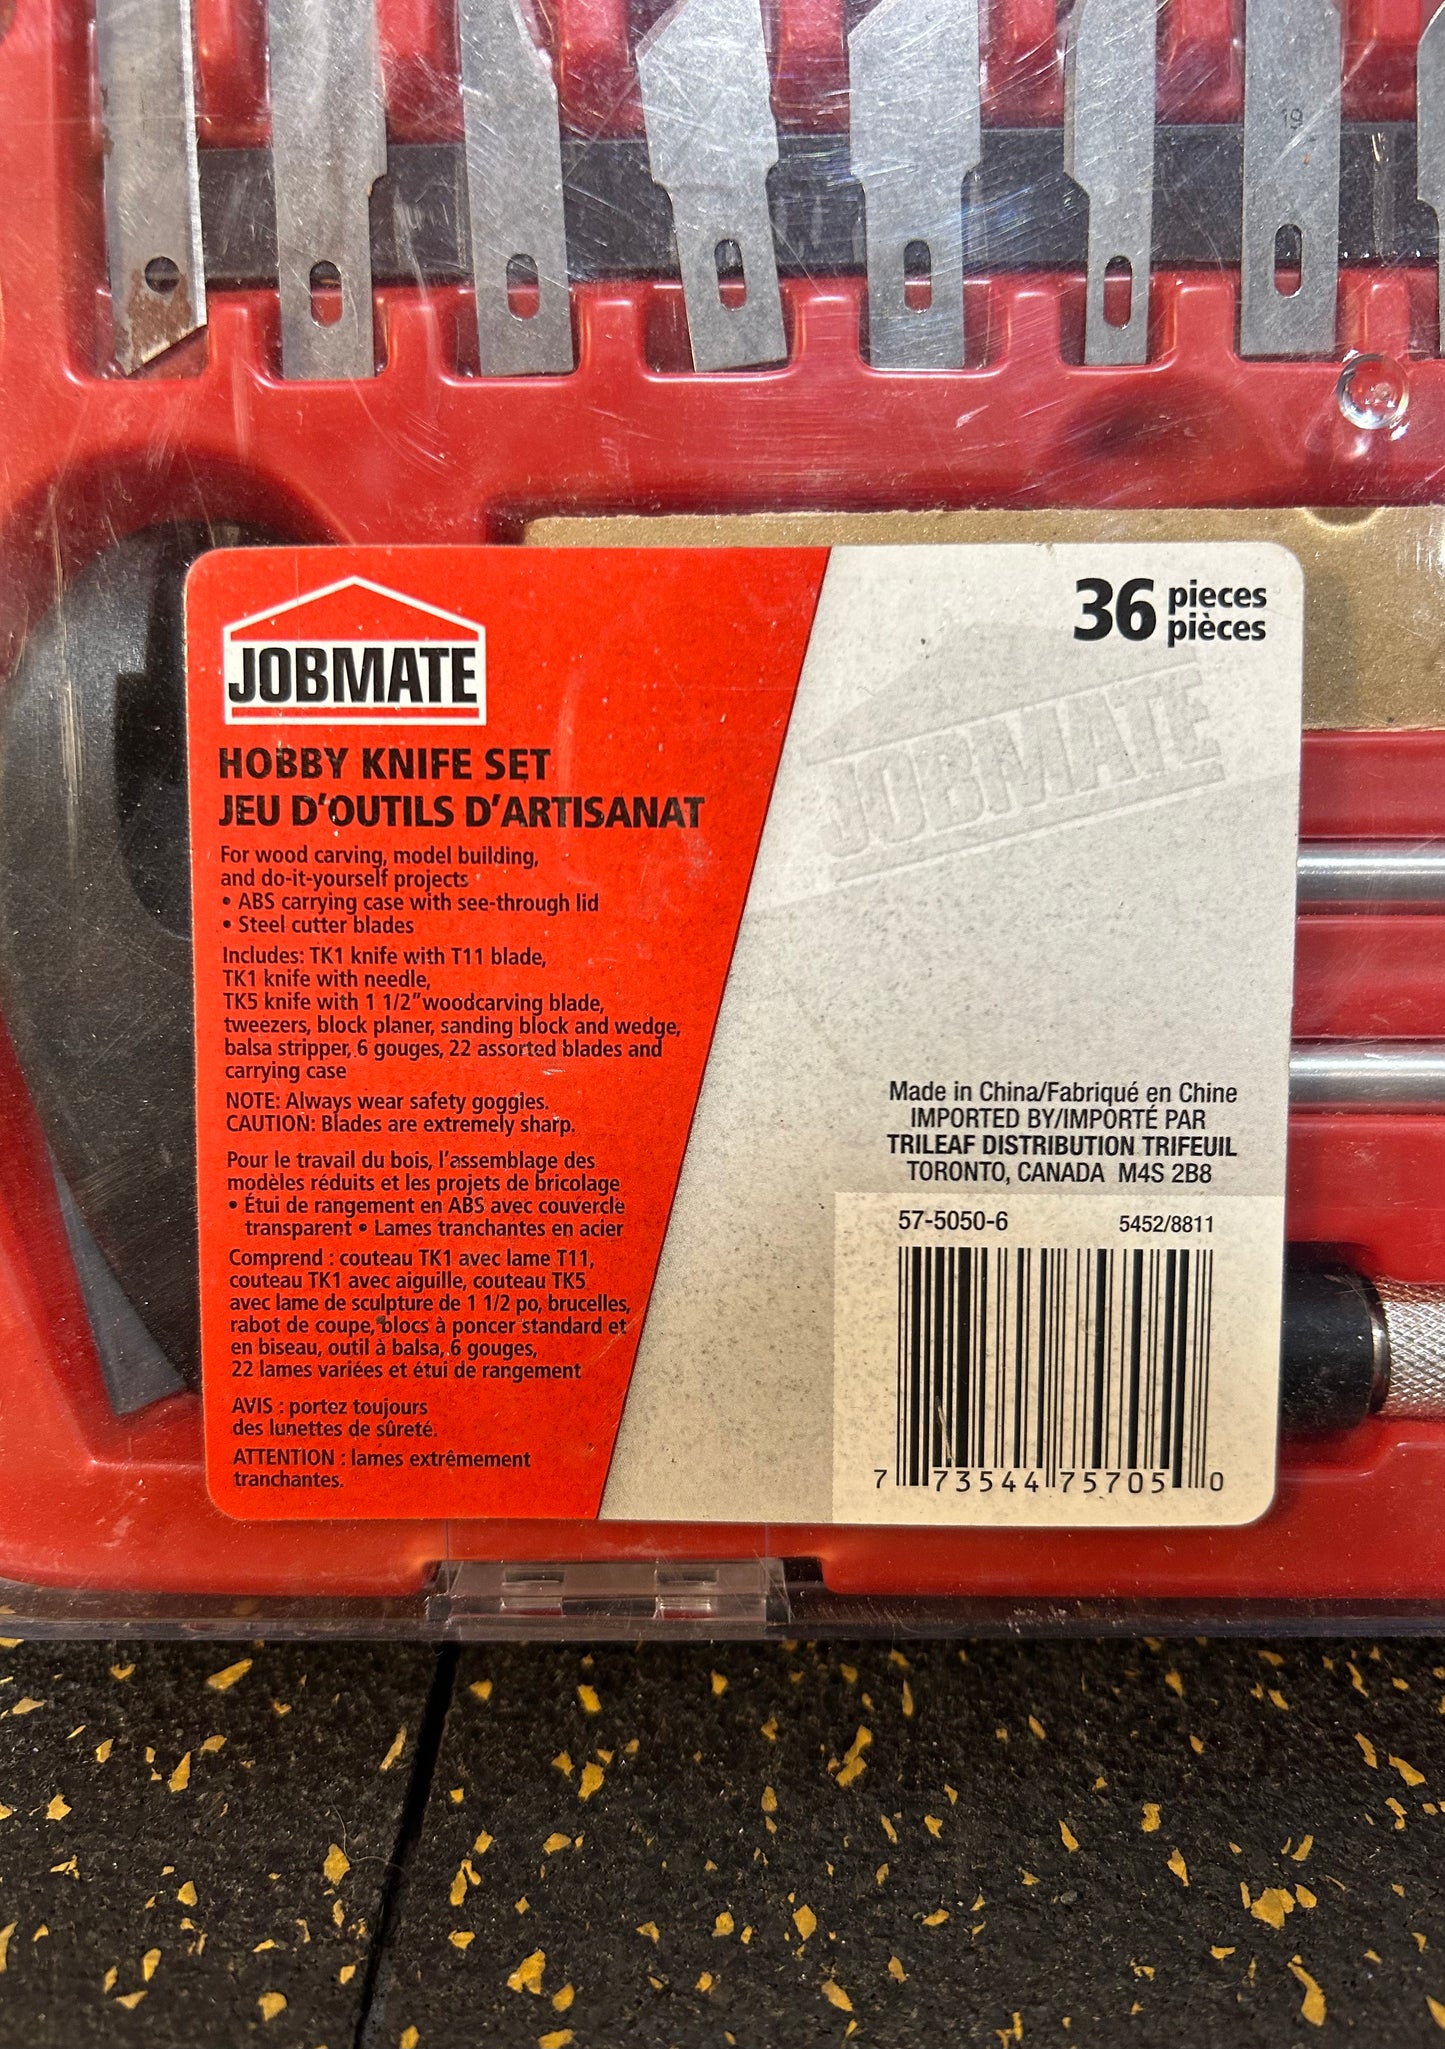 19
JOBMATE
HOBBY KNIFE SET
JEU D'OUTILS D'ARTISANAT
For wood carving, model building,
and do-it-yourself projects
• ABS carrying case with see-through lid
• Steel cutter blades
Includes: TK1 knife with T11 blade,
TK1 knife with needle,
TK5 knife with 1 1/2" woodcarving blade,
tweezers, block planer, sanding block and wedge,
balsa stripper, 6 gouges, 22 assorted blades and
carrying case
NOTE: Always wear safety goggles.
CAUTION: Blades are extremely sharp.
Pour le travail du bois, l'assemblage des
modèles réduits et les projets de bricolage
• Étui de rangement en ABS avec couvercle
transparent • Lames tranchantes en acier
Comprend : couteau TK1 avec lame T11,
couteau TK1 avec aiguille, couteau TK5
avec lame de sculpture de 1 1/2 po, brucelles,
rabot de coupe, blocs à poncer standard et
en biseau, outil à balsa, 6 gouges,
22 lames variées et étui de rangement
AVIS : portez toujours
des lunettes de sûreté.
ATTENTION : lames extrêmement
tranchantes.
36 pieces
pièces
JOBMATE
Made in China/Fabriqué en Chine
IMPORTED BY/IMPORTÉ PAR
TRILEAF DISTRIBUTION TRIFEUIL
TORONTO, CANADA M4S 2B8
57-5050-6 5452/8811
7 73544 75705 0